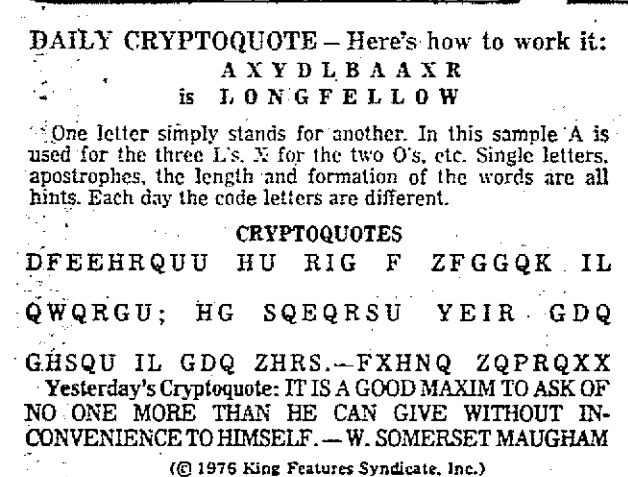 DAILY CRYPTOQUOTE – Here's how to work it:
A X Y D L B A A X R
is L O N G F E L L O W
One letter simply stands for another. In this sample A is
used for the three L's, X for the two O's, etc. Single letters,
apostrophes, the length and formation of the words are all
hints. Each day the code letters are different.
CRYPTOQUOTES
DFEEHRQUU HU RIG F ZFGGQK IL
QWQRGU; HG SQEQRSU YEIR GDQ
GHSQU IL GDQ ZHRS.—FXHNQ ZQPRQXX
Yesterday's Cryptoquote: IT IS A GOOD MAXIM TO ASK OF
NO ONE MORE THAN HE CAN GIVE WITHOUT IN-
CONVENIENCE TO HIMSELF. — W. SOMERSET MAUGHAM
(© 1976 King Features Syndicate, Inc.)